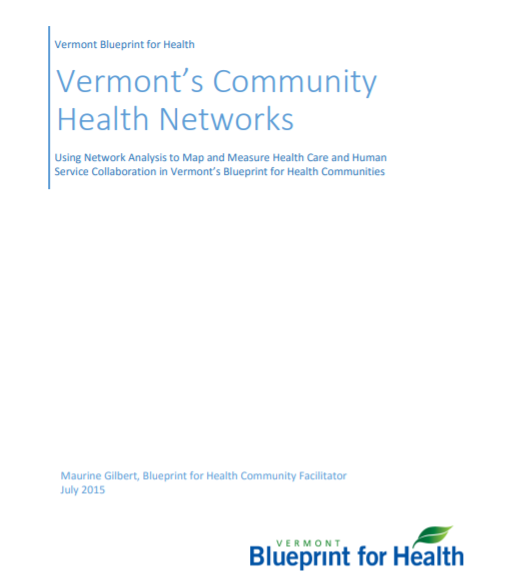 Vermont Blueprint for Health
Vermont's Community
Health Networks
Using Network Analysis to Map and Measure Health Care and Human
Service Collaboration in Vermont's Blueprint for Health Communities
Maurine Gilbert, Blueprint for Health Community Facilitator
July 2015
VERMONT
Blueprint for Health